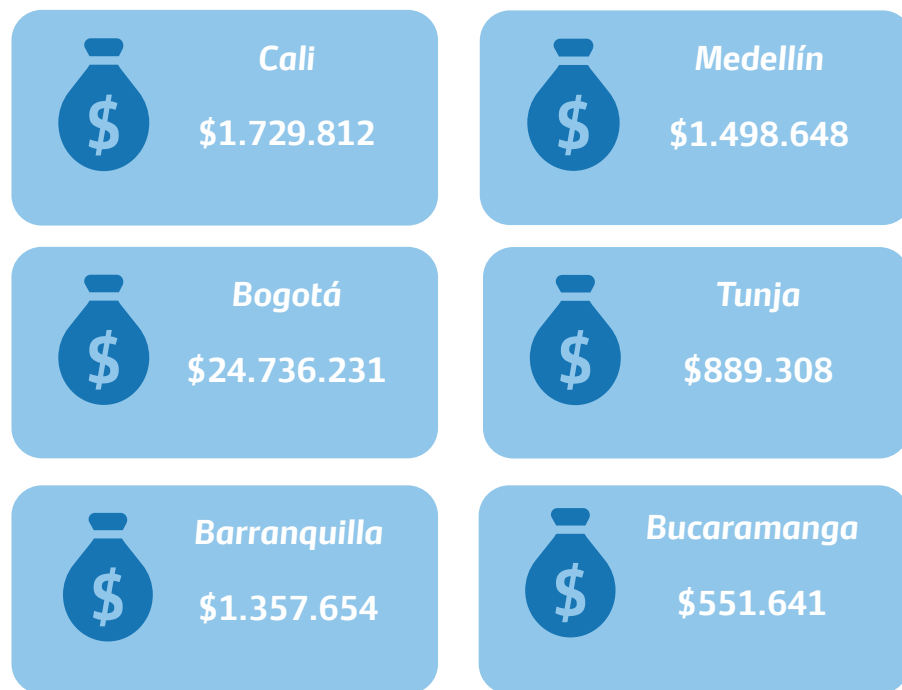 Cali
$1.729.812
Medellín
$1.498.648
Bogotá
$24.736.231
Tunja
$889.308
Barranquilla
$1.357.654
Bucaramanga
$551.641
$
$
$
$
$
$